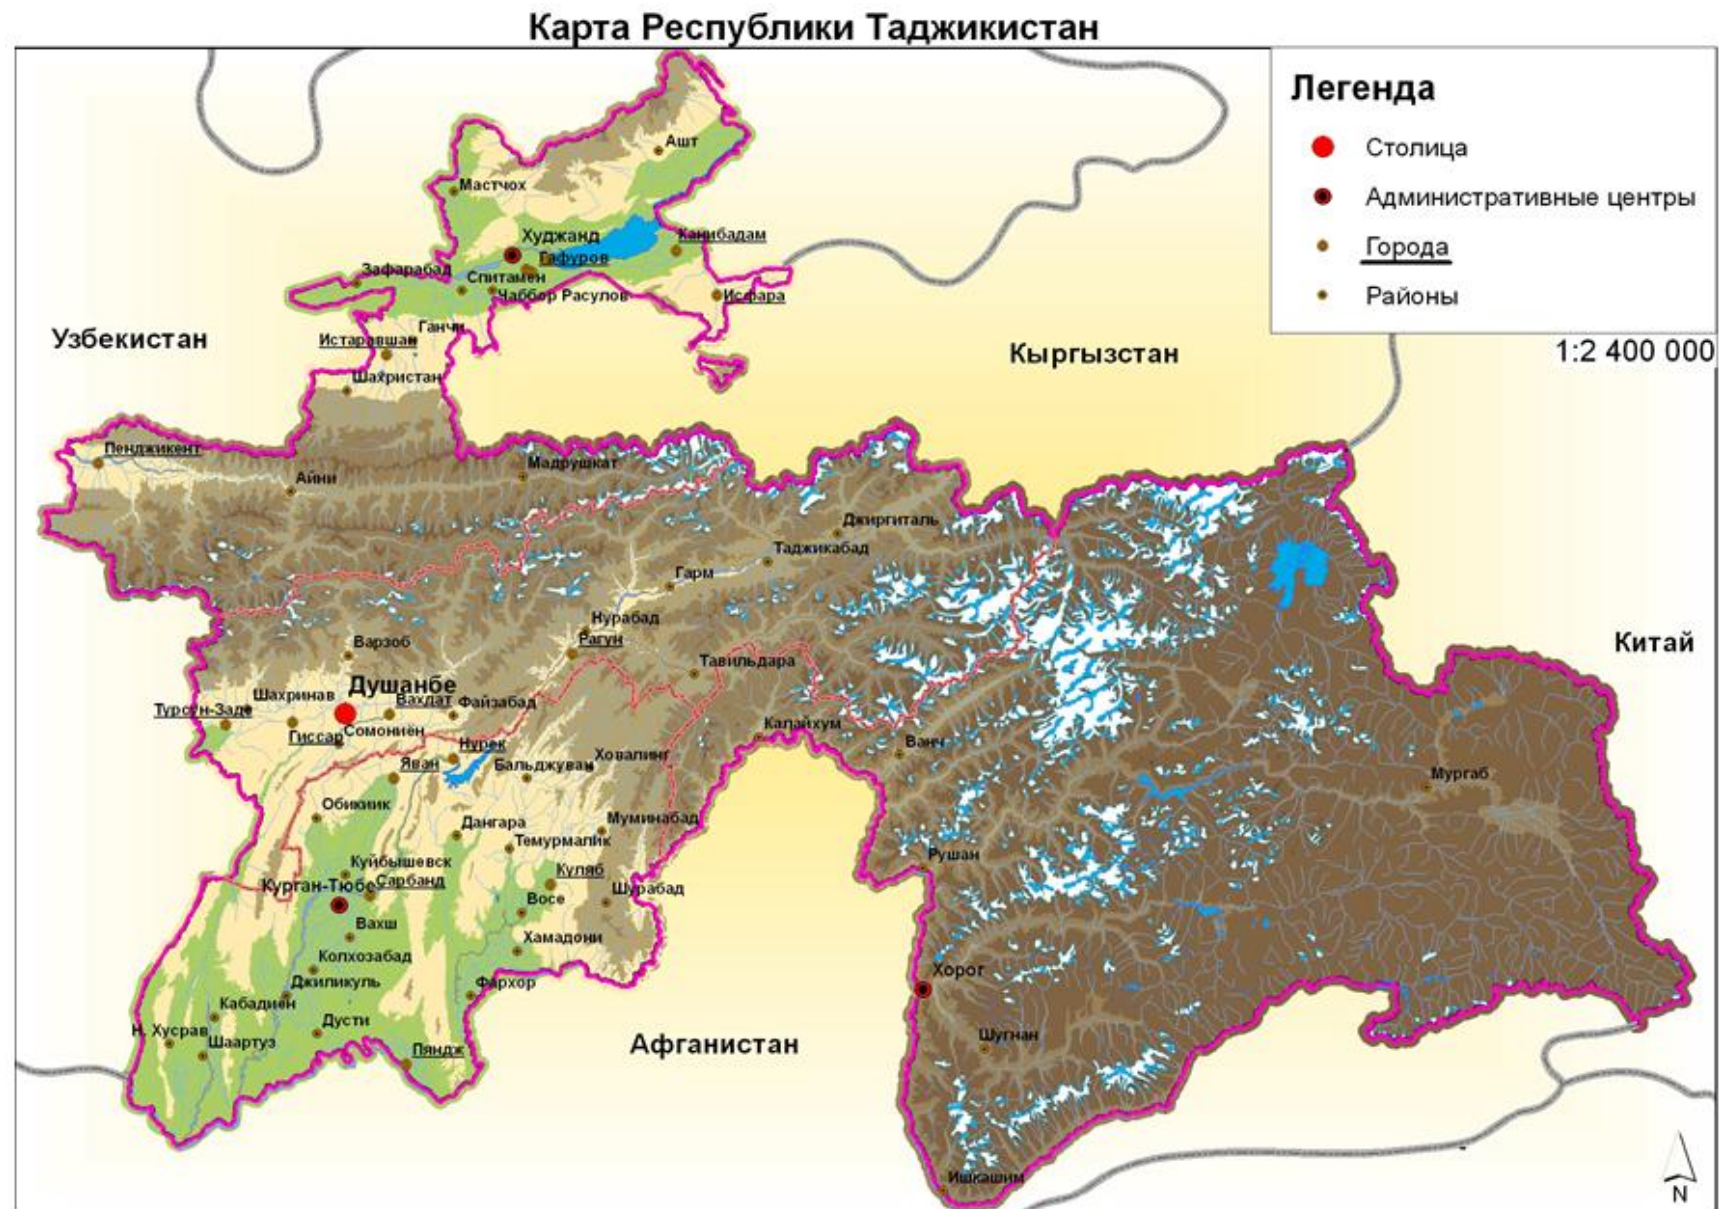 Карта Республики Таджикистан
Легенда
Столица
Административные центры
Города
Районы
1:2 400 000
Ашт
Мастчох
Худжанд
Канибадам
Гафуров
Зафарабад
Спитамен
Чаббор Расулов
Исфара
Ганчи
Истаравшан
Узбекистан
Кыргызстан
Шахристан
Пенджикент
Айни
Мадрушкат
Джиргиталь
Таджикабад
Гарм
Нурабад
Рагун
Китай
Варзоб
Тавильдара
Душанбе
Шахринав
Вахдат
Файзабад
Турсун-Заде
Гиссар
Сомониён
Калайхум
Нурек
Ванч
Ховалинг
Яван
Бальджуван
Мургаб
Обикиик
Дангара
Муминабад
Темурмалик
Рушан
Куйбышевск
Куляб
Курган-Тюбе
Сарбанд
Шурабад
Восе
Вахш
Хамадони
Колхозабад
Хорог
Джиликуль
Фархор
Кабадиён
Дусти
Н. Хусрав
Шаартуз
Пяндж
Афганистан
Шугнан
Ишкашим
N